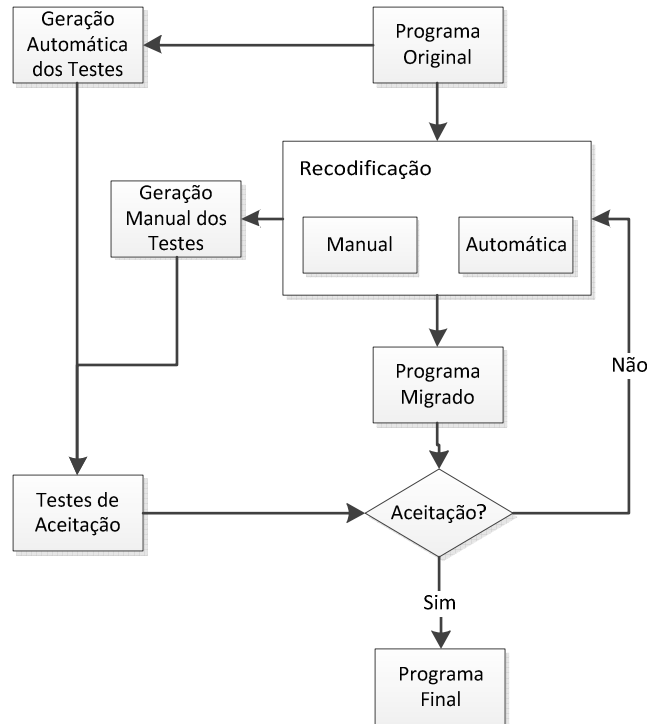 Geração
Automática
dos Testes
Programa
Original
Recodificação
Geração
Manual dos
Testes
Manual
Automática
Programa
Migrado
Não
Testes de
Aceitação
Aceitação?
Sim
Programa
Final